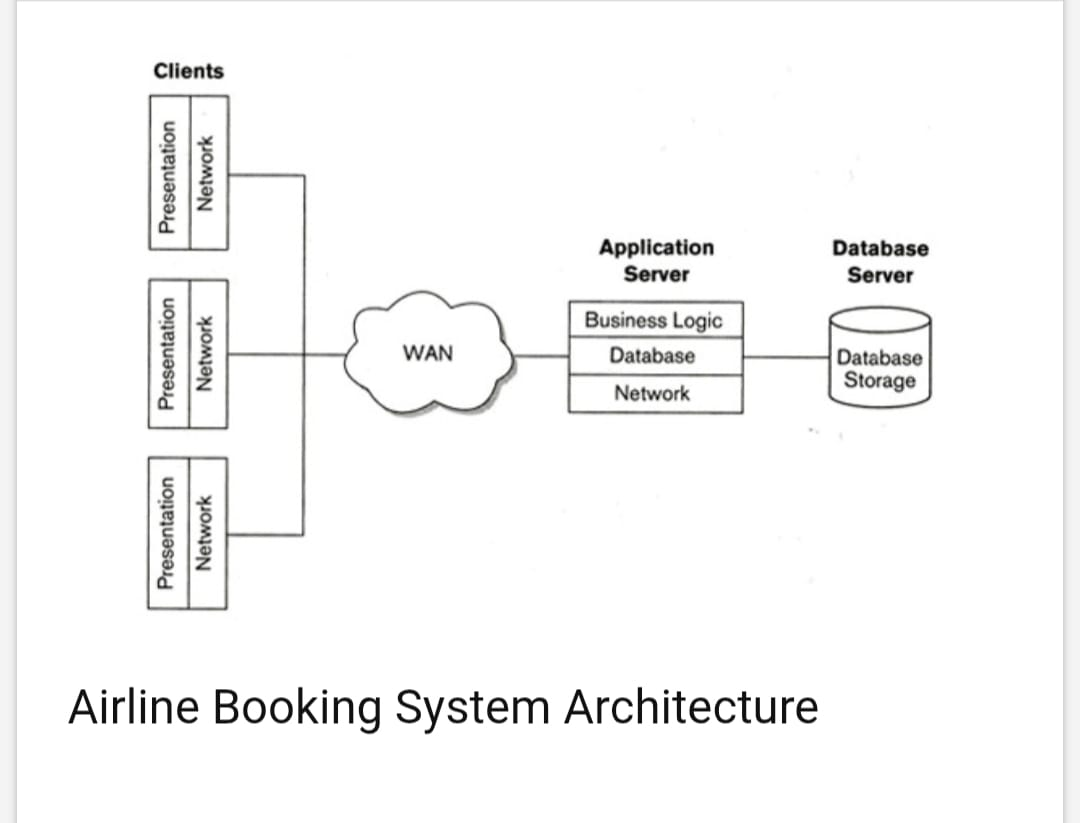 Clients
Presentation
Network
Presentation
Network
Presentation
Network
WAN
Application
Server
Business Logic
Database
Network
Database
Server
Database
Storage
Airline Booking System Architecture